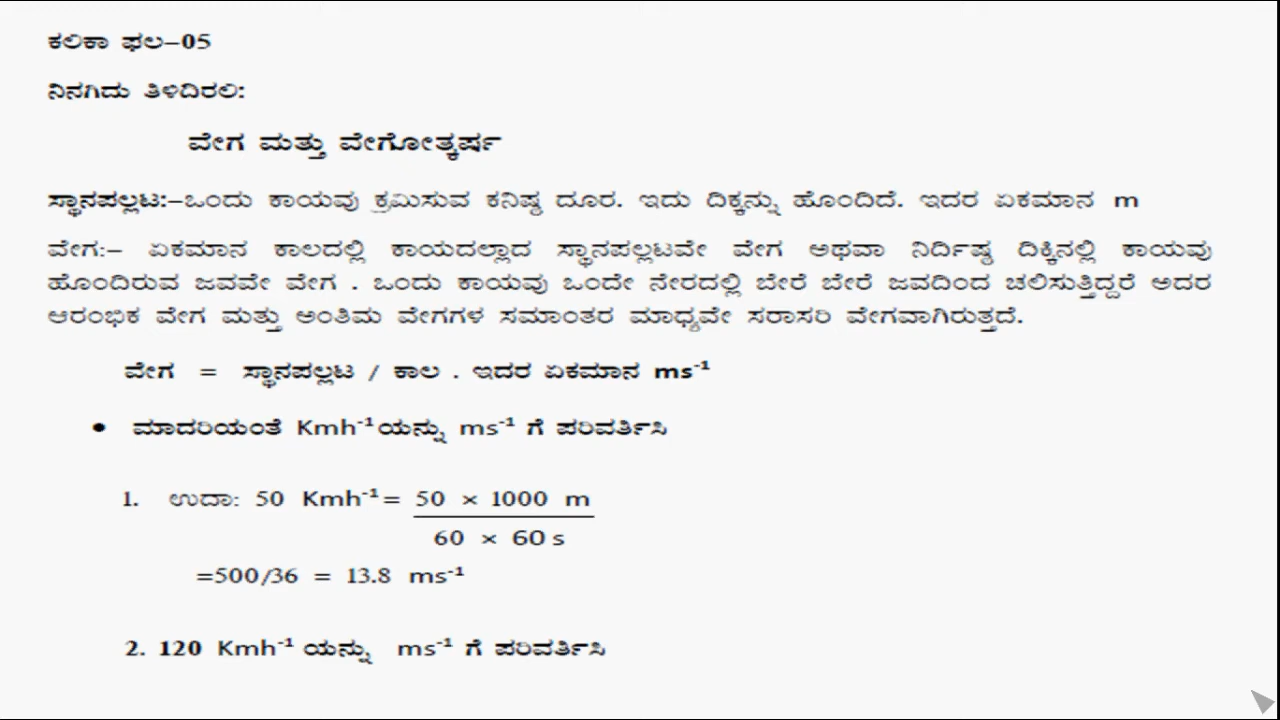 ಕಲಿಕಾ ಫಲ–05
ನಿನಗಿದು ತಿಳಿದಿರಲಿ:
ವೇಗ ಮತ್ತು ವೇಗೋತ್ಕರ್ಷ
ಸ್ಥಾನಪಲ್ಲಟ:–ಒಂದು ಕಾಯವು ಕ್ರಮಿಸುವ ಕನಿಷ್ಠ ದೂರ. ಇದು ದಿಕ್ಕನ್ನು ಹೊಂದಿದೆ. ಇದರ ಏಕಮಾನ m
ವೇಗ:– ಏಕಮಾನ ಕಾಲದಲ್ಲಿ ಕಾಯದಲ್ಲಾದ ಸ್ಥಾನಪಲ್ಲಟವೇ ವೇಗ ಅಥವಾ ನಿರ್ದಿಷ್ಠ ದಿಕ್ಕಿನಲ್ಲಿ ಕಾಯವು
ಹೊಂದಿರುವ ಜವವೇ ವೇಗ . ಒಂದು ಕಾಯವು ಒಂದೇ ನೇರದಲ್ಲಿ ಬೇರೆ ಬೇರೆ ಜವದಿಂದ ಚಲಿಸುತ್ತಿದ್ದರೆ ಅದರ
ಆರಂಭಿಕ ವೇಗ ಮತ್ತು ಅಂತಿಮ ವೇಗಗಳ ಸಮಾಂತರ ಮಾಧ್ಯವೇ ಸರಾಸರಿ ವೇಗವಾಗಿರುತ್ತದೆ.
ವೇಗ = ಸ್ಥಾನಪಲ್ಲಟ / ಕಾಲ . ಇದರ ಏಕಮಾನ ms⁻¹
• ಮಾದರಿಯಂತೆ Kmh⁻¹ ಯನ್ನು ms⁻¹ ಗೆ ಪರಿವರ್ತಿಸಿ
1. ಉದಾ: 50 Kmh⁻¹= 50 × 1000 m
60 × 60 s
=500/36 = 13.8 ms⁻¹
2. 120 Kmh⁻¹ ಯನ್ನು ms⁻¹ ಗೆ ಪರಿವರ್ತಿಸಿ